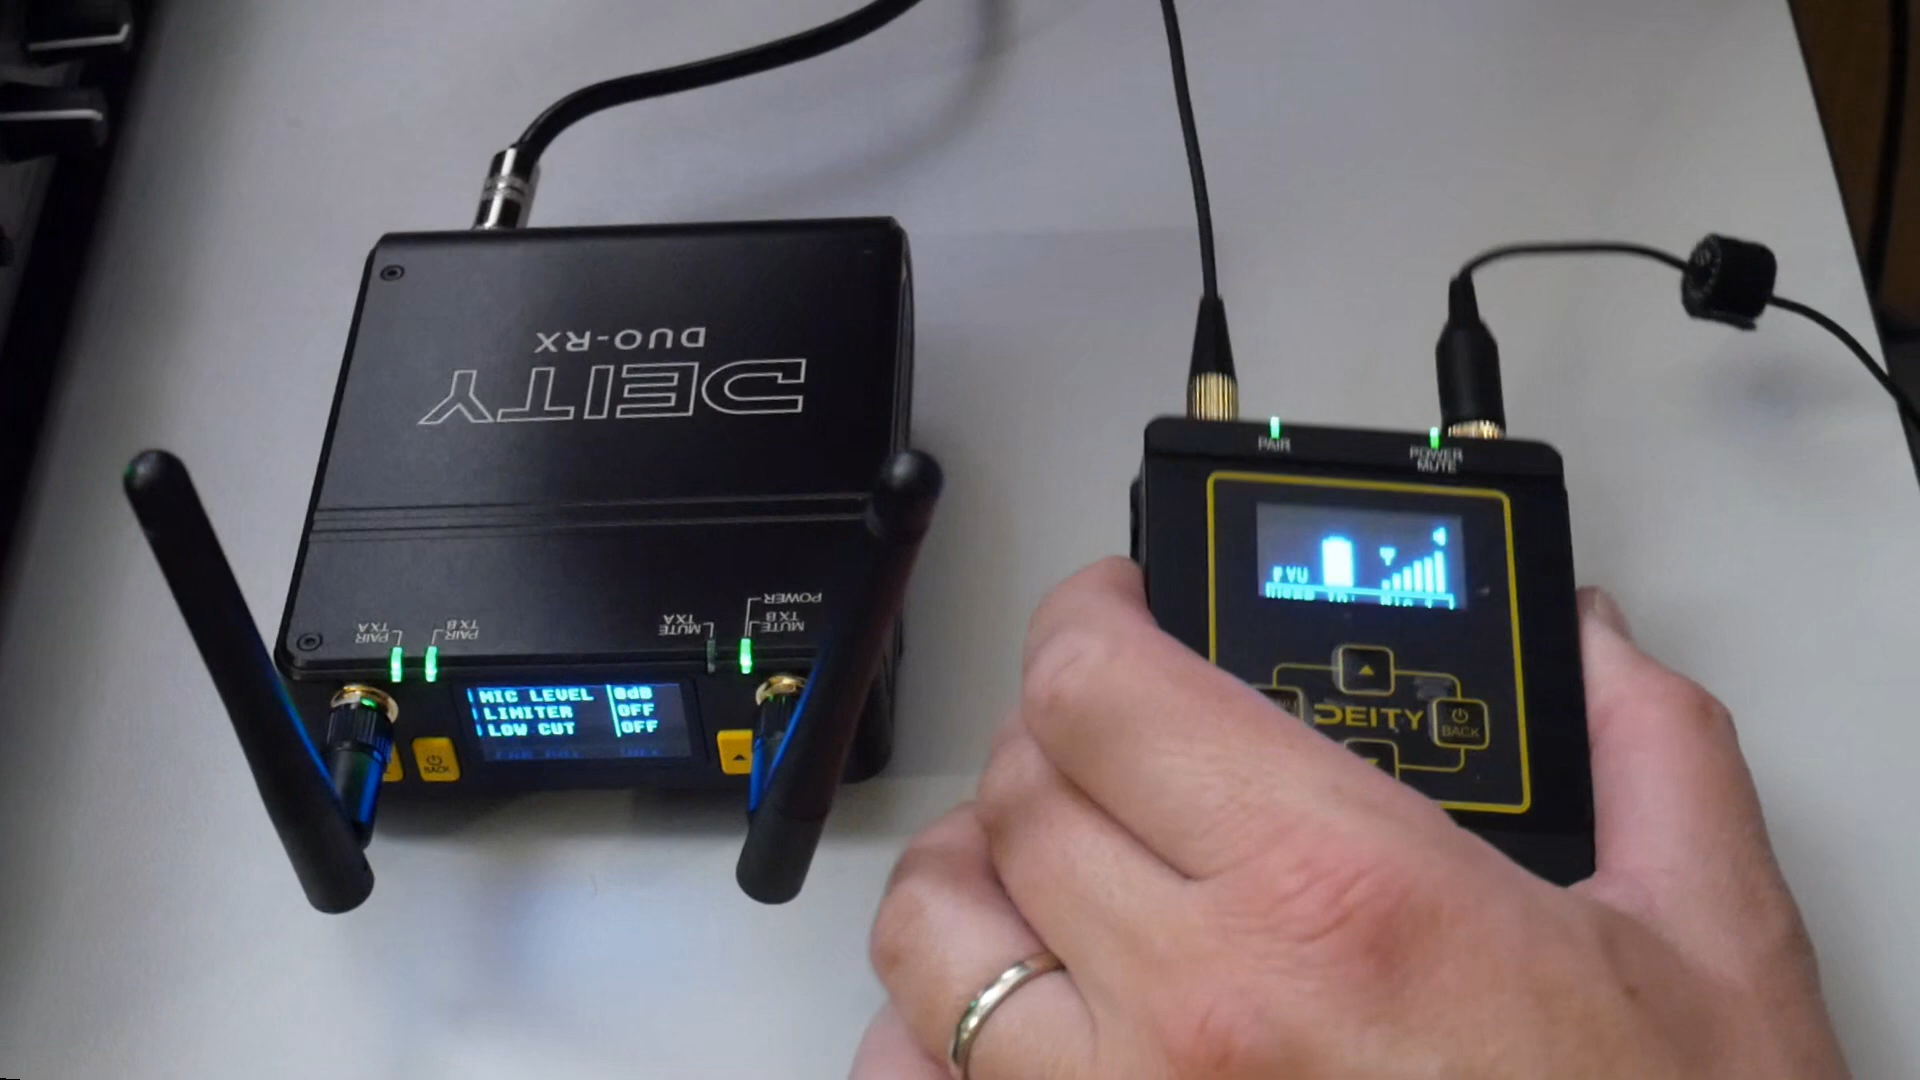 DEITY
DUO-RX
PAIR
TX A
PAIR
TX B
MUTE
TX A
MUTE
TX B
POWER
MIC LEVEL 0dB
LIMITER OFF
LOW CUT OFF
BACK
PAIR
POWER
MUTE
VU
DEITY
BACK